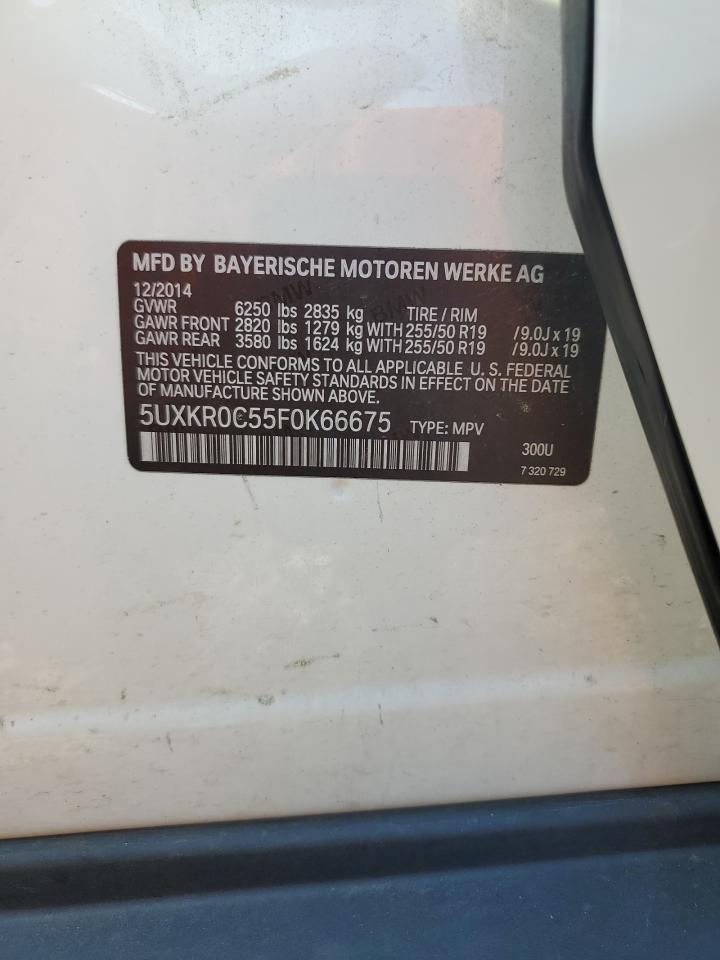 MFD BY BAYERISCHE MOTOREN WERKE AG
12/2014
GVWR 6250 lbs 2835 kg TIRE / RIM
GAWR FRONT 2820 lbs 1279 kg WITH 255/50 R19 /9.0J x 19
GAWR REAR 3580 lbs 1624 kg WITH 255/50 R19 /9.0J x 19
THIS VEHICLE CONFORMS TO ALL APPLICABLE U. S. FEDERAL
MOTOR VEHICLE SAFETY STANDARDS IN EFFECT ON THE DATE
OF MANUFACTURE SHOWN ABOVE.
5UXKR0C55F0K66675 TYPE: MPV
300U
7 320 729